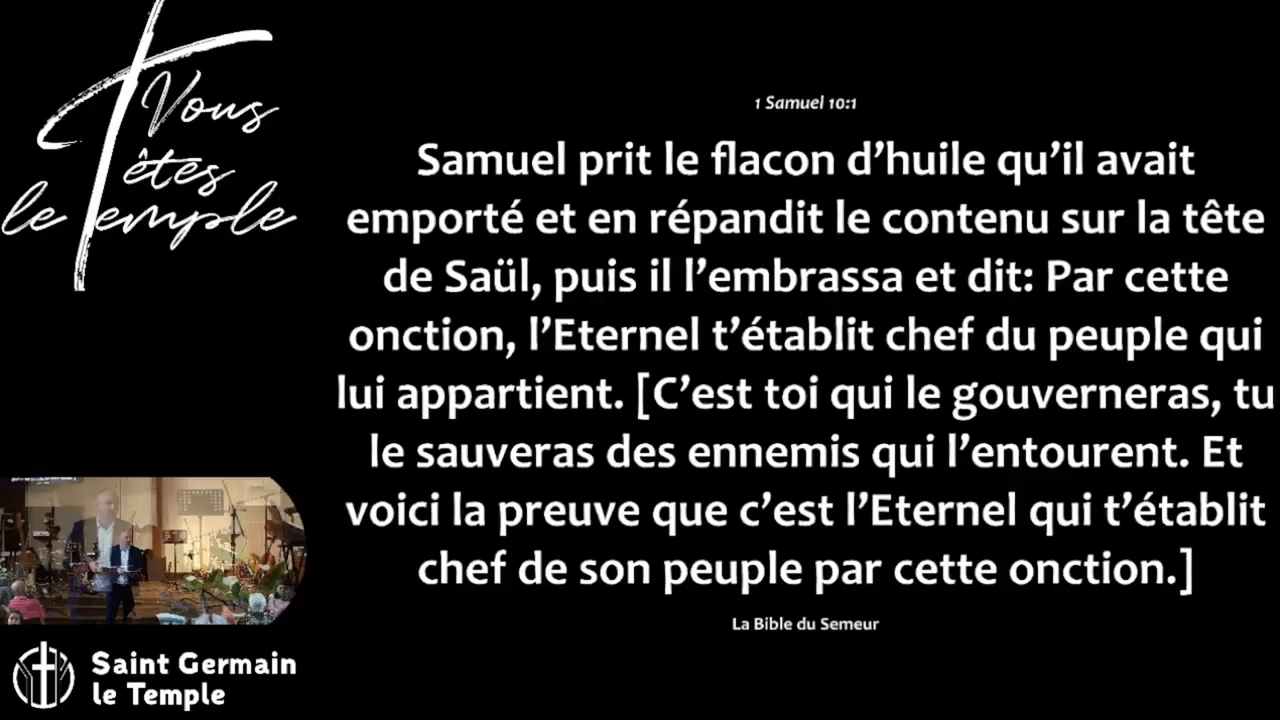 Vous
êtes
le Temple
1 Samuel 10:1
Samuel prit le flacon d’huile qu’il avait
emporté et en répandit le contenu sur la tête
de Saül, puis il l’embrassa et dit: Par cette
onction, l’Eternel t’établit chef du peuple qui
lui appartient. [C’est toi qui le gouverneras, tu
le sauveras des ennemis qui l’entourent. Et
voici la preuve que c’est l’Eternel qui t’établit
chef de son peuple par cette onction.]
La Bible du Semeur
Saint Germain
le Temple